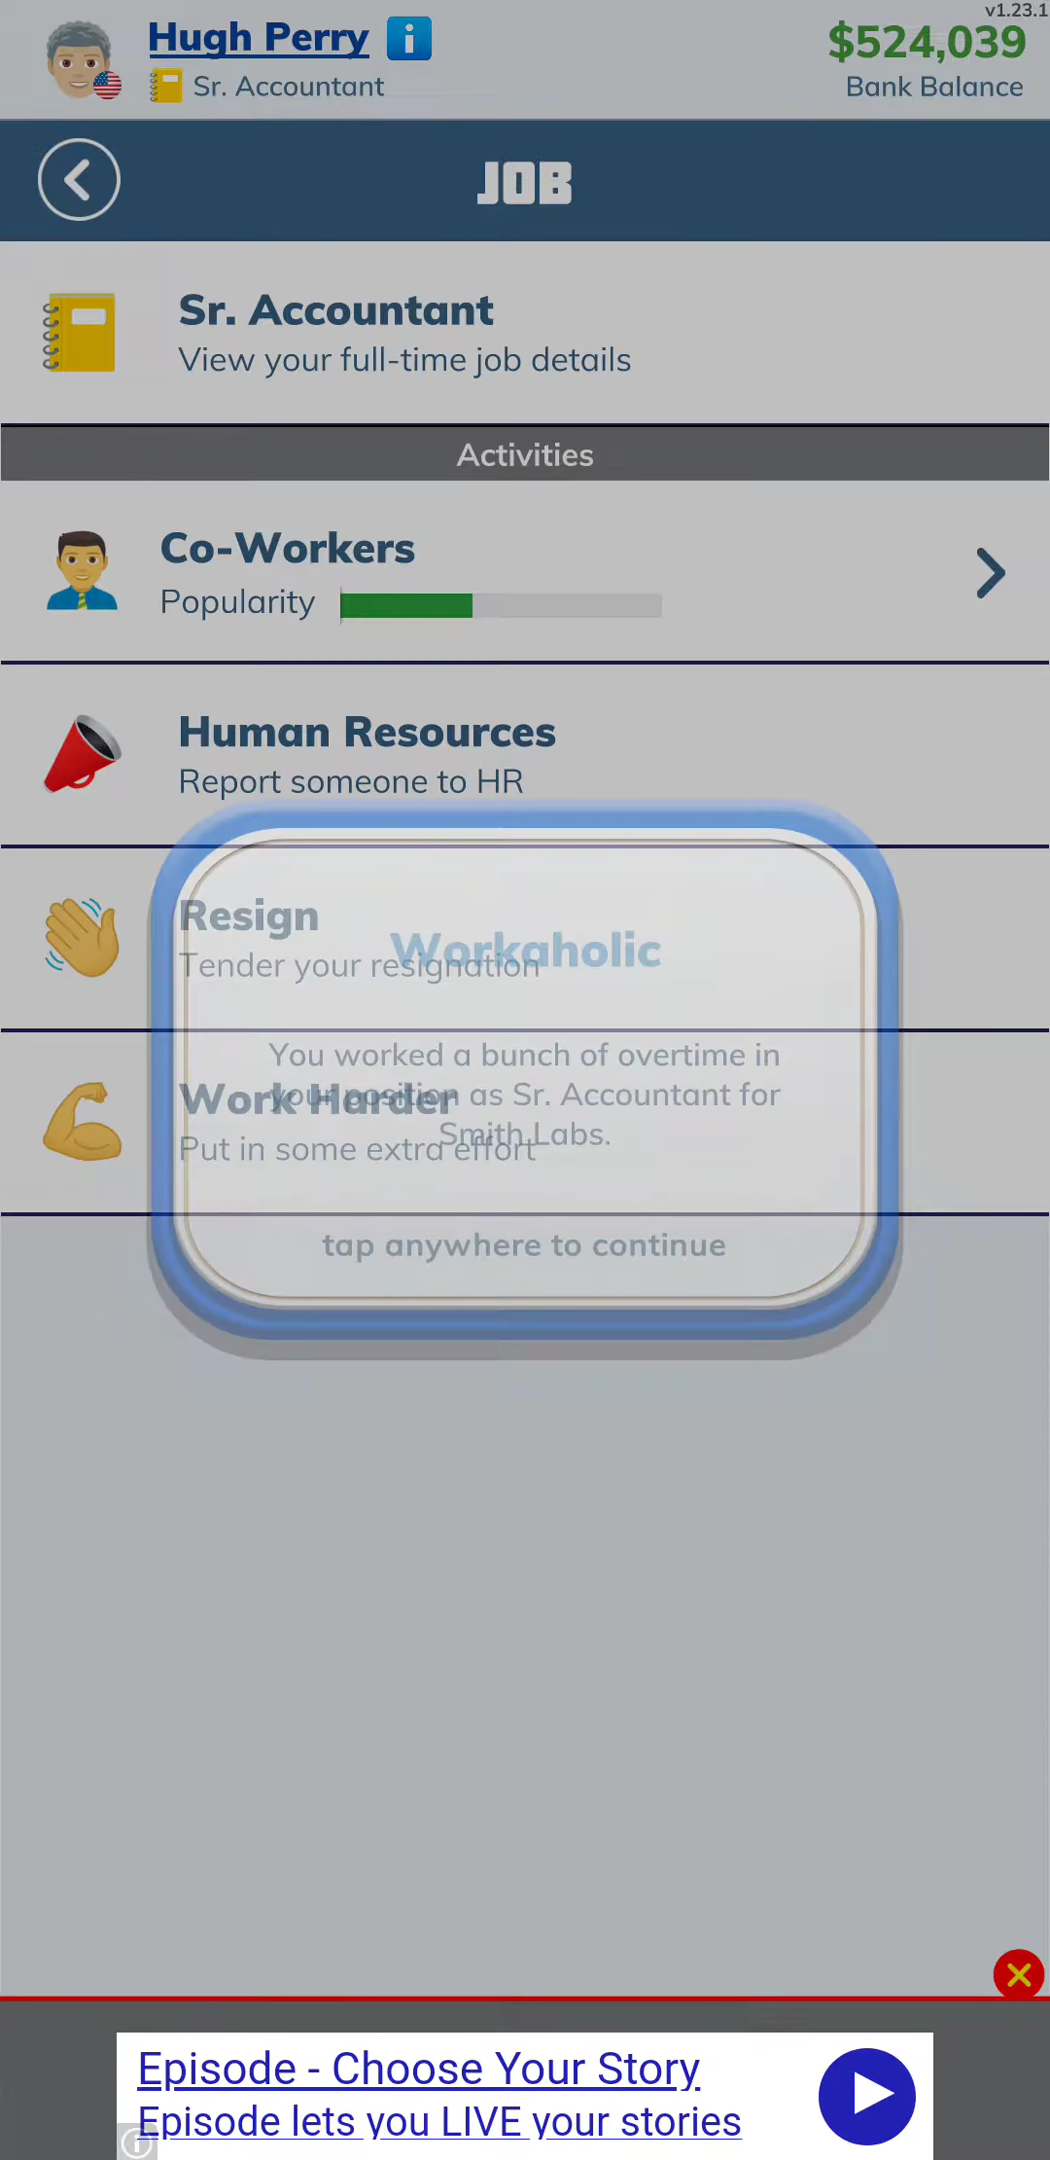 v1.23.1
Hugh Perry
$524,039
Sr. Accountant
Bank Balance
JOB
Sr. Accountant
View your full-time job details
Activities
Co-Workers
Popularity
Human Resources
Report someone to HR
Resign
Tender your resignation
Workaholic
You worked a bunch of overtime in
your position as Sr. Accountant for
Smith Labs.
Work Harder
Put in some extra effort
tap anywhere to continue
Episode - Choose Your Story
Episode lets you LIVE your stories